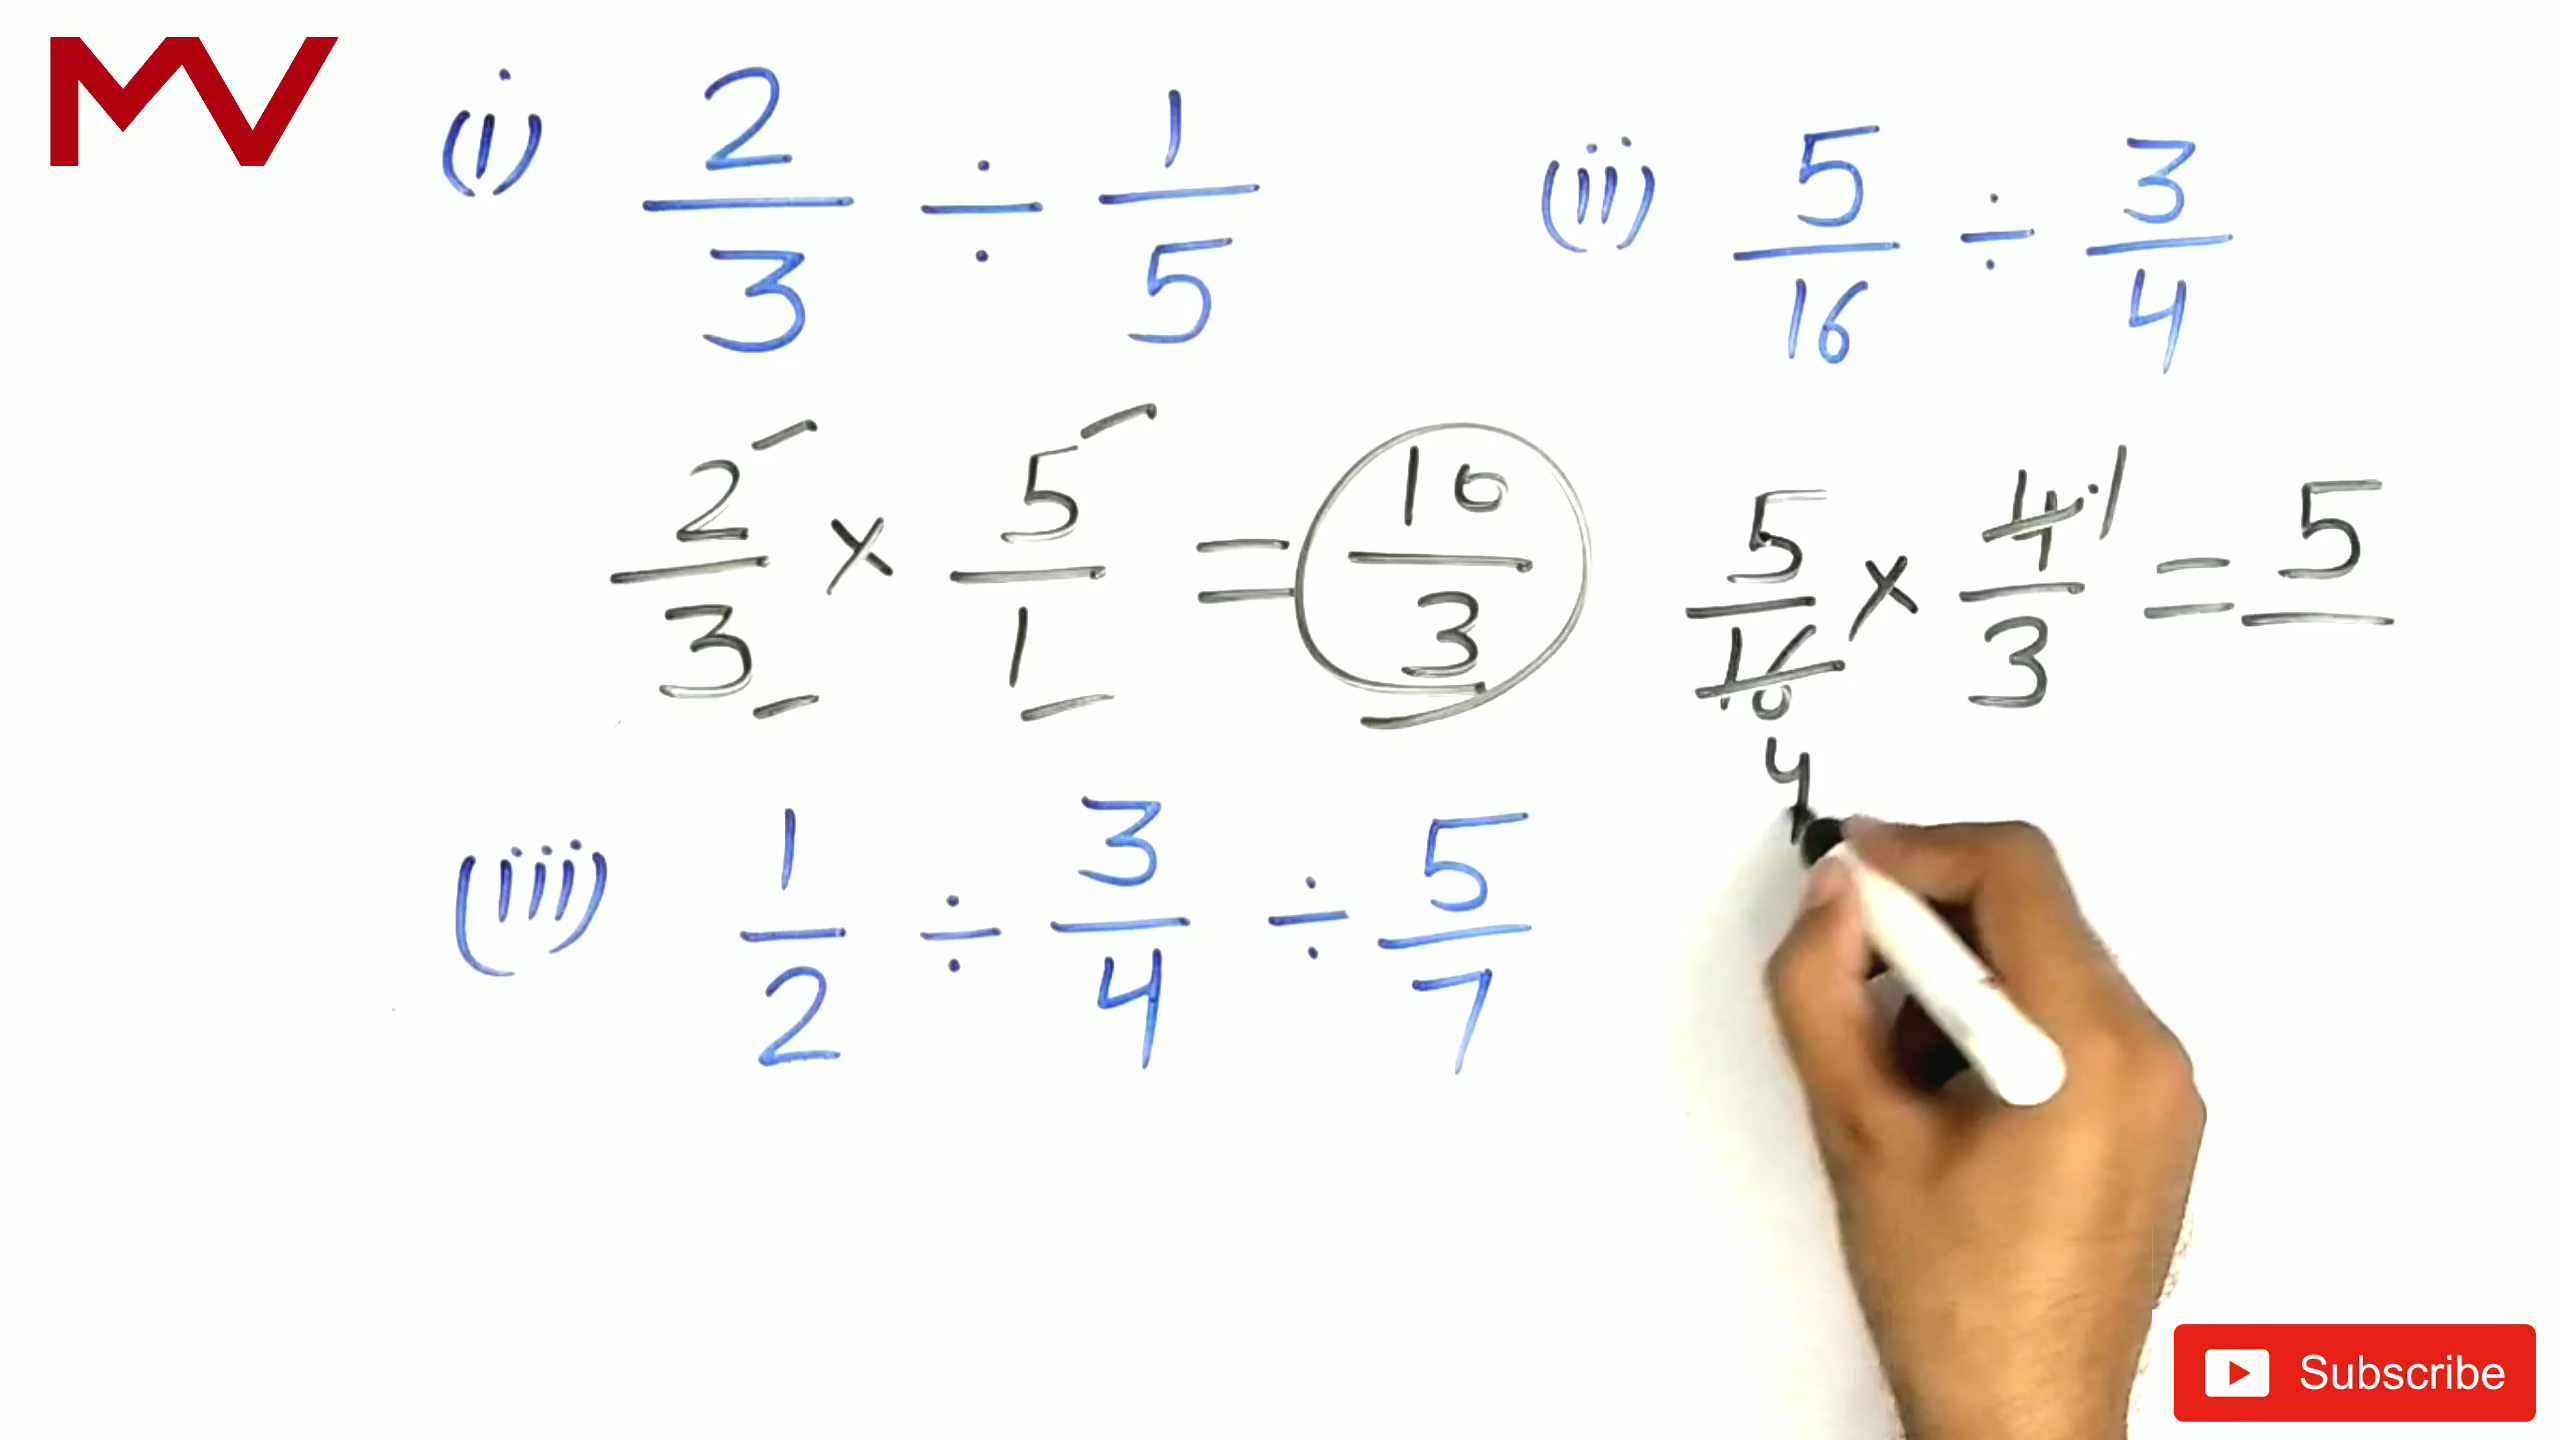 MV
(i) 2/3 ÷ 1/5
(ii) 5/16 ÷ 3/4
2/3 × 5/1 = 10/3
5/16 × 4/3 = 5
4 1
(iii) 1/2 ÷ 3/4 ÷ 5/7
Subscribe